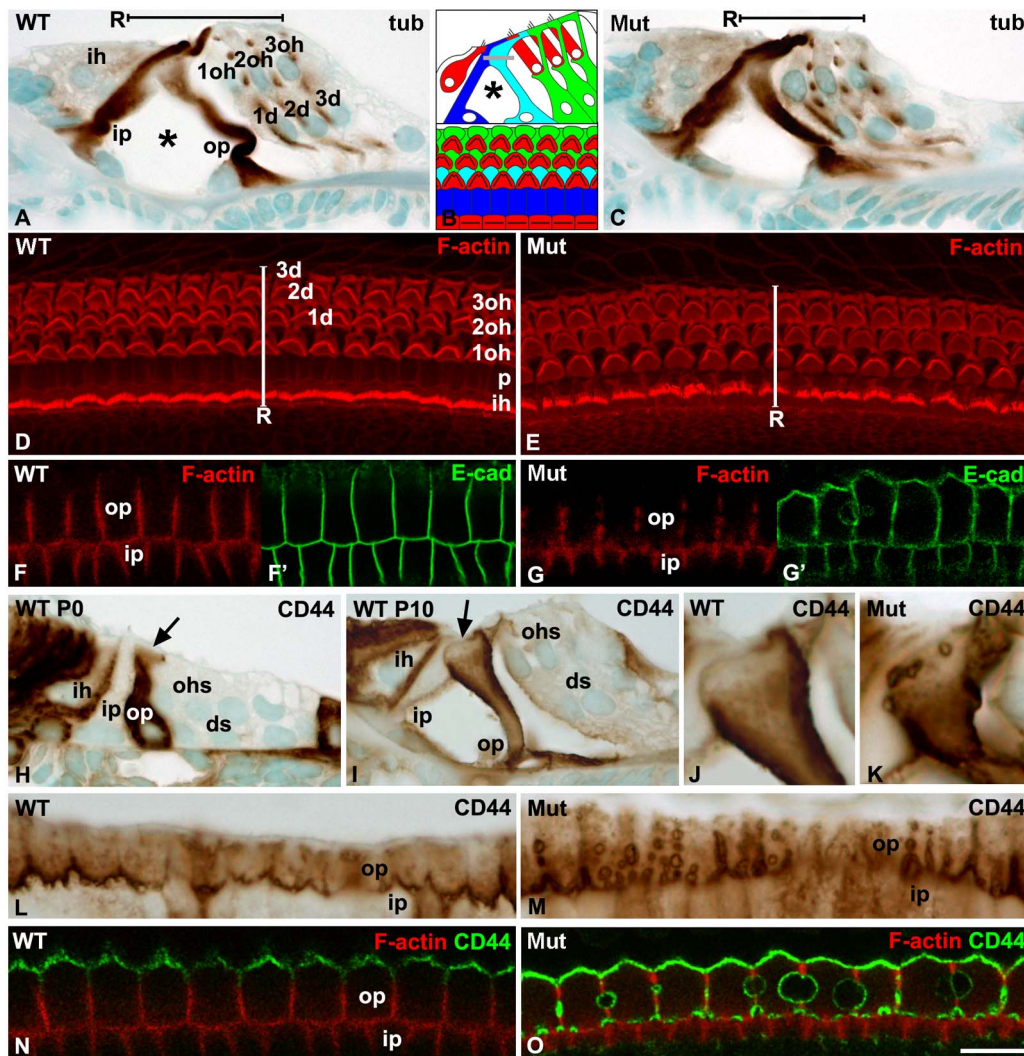 WT R tub
ih 1oh 2oh 3oh
1d 2d 3d
ip * op
A
*
B
Mut R tub
C
WT F-actin
3d
2d
1d
R
D
3oh
2oh
1oh
p
ih
Mut F-actin
R
E
WT F-actin E-cad
op
ip
F F'
Mut F-actin E-cad
op
ip
G G'
WT P0 CD44
ih ohs
ip op ds
H
WT P10 CD44
ih ohs
ip ds
op
I
WT CD44
J
Mut CD44
K
WT CD44
op
ip
L
Mut CD44
op
ip
M
WT F-actin CD44
op
ip
N
Mut F-actin CD44
O